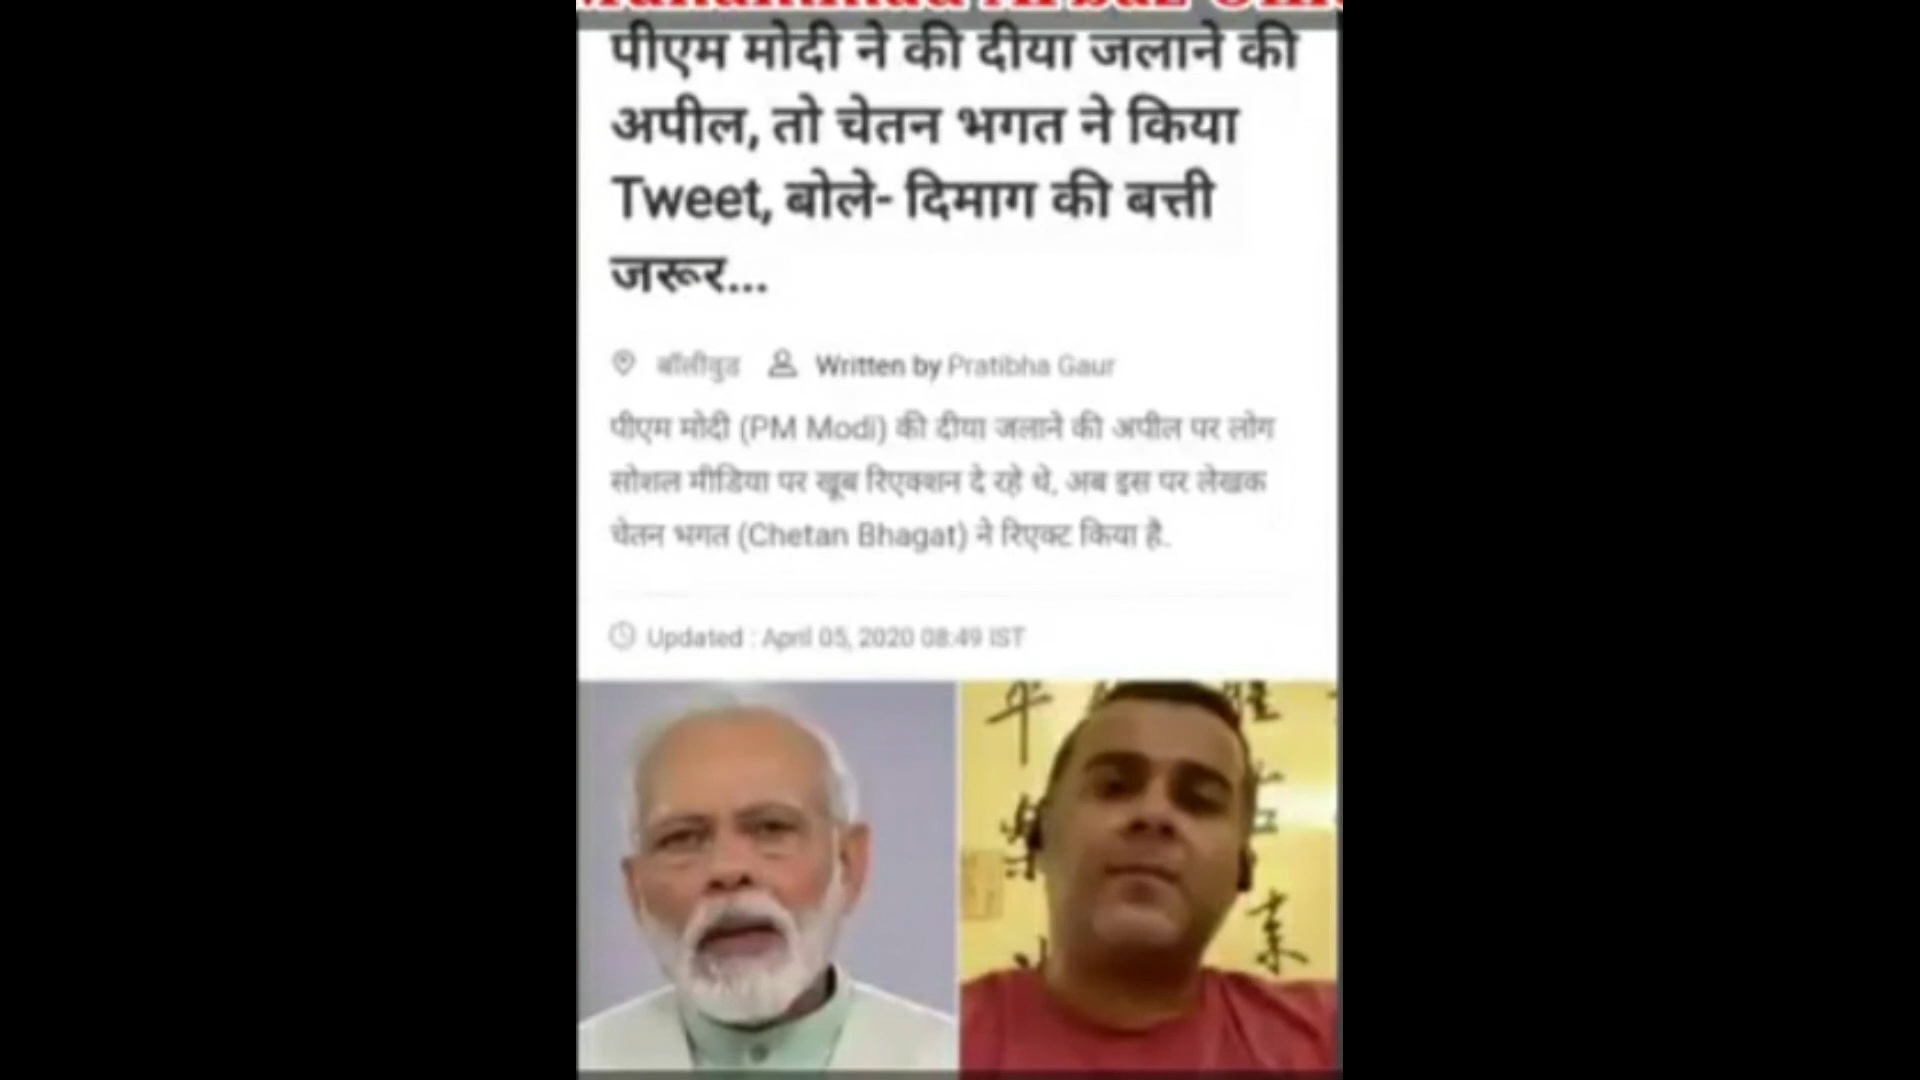 पीएम मोदी ने की दीया जलाने की
अपील, तो चेतन भगत ने किया
Tweet, बोले- दिमाग की बत्ती
जरूर...
बॉलीवुड Written by Pratibha Gaur
पीएम मोदी (PM Modi) की दीया जलाने की अपील पर लोग
सोशल मीडिया पर खूब रिएक्शन दे रहे थे, अब इस पर लेखक
चेतन भगत (Chetan Bhagat) ने रिएक्ट किया है.
Updated : April 05, 2020 08:49 IST
平